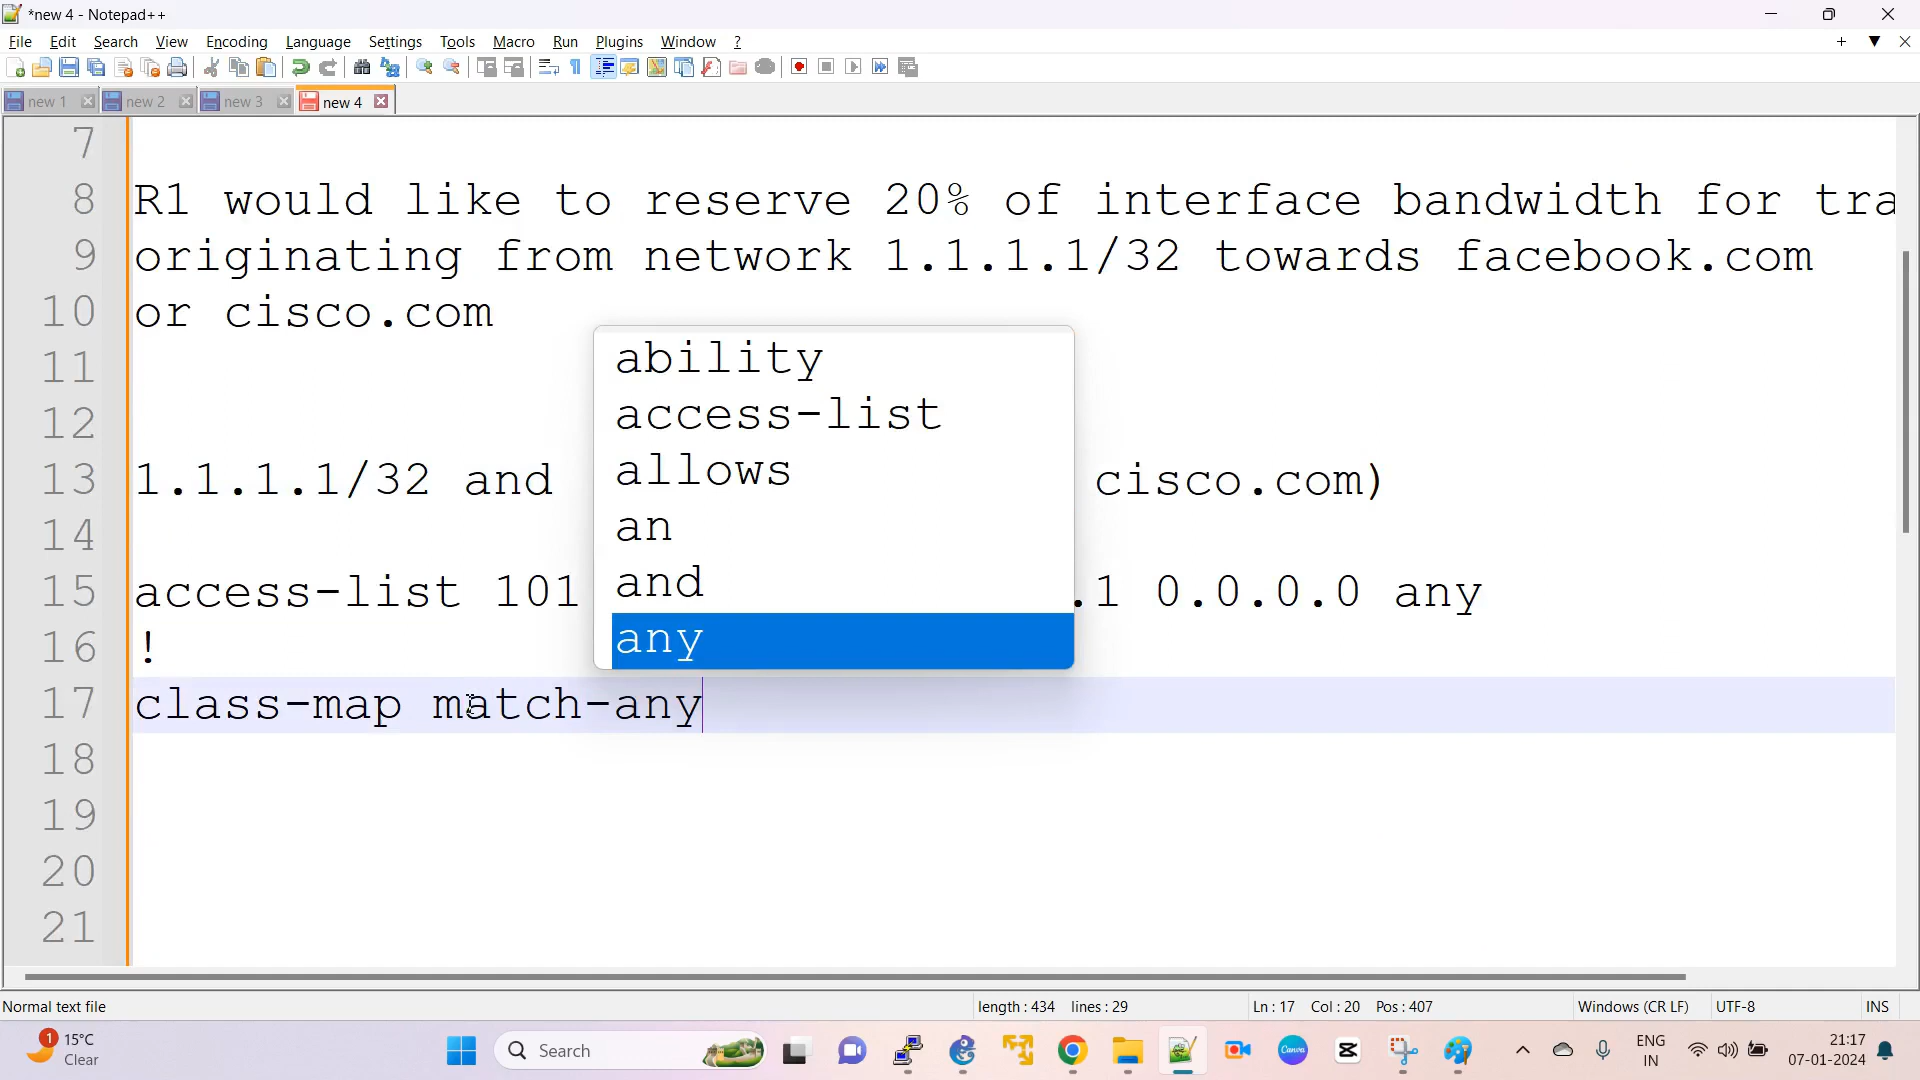 *new 4 - Notepad++
File Edit Search View Encoding Language Settings Tools Macro Run Plugins Window ?
new 1 new 2 new 3 new 4
7
8 R1 would like to reserve 20% of interface bandwidth for tra
9 originating from network 1.1.1.1/32 towards facebook.com
10 or cisco.com
11
12
13 1.1.1.1/32 and cisco.com)
14
15 access-list 101 .1 0.0.0.0 any
16 !
17 class-map match-any
18
19
20
21
ability
access-list
allows
an
and
any
Normal text file length : 434 lines : 29 Ln : 17 Col : 20 Pos : 407 Windows (CR LF) UTF-8 INS
1 15°C
Clear
Search
Canva
ENG
IN
21:17
07-01-2024